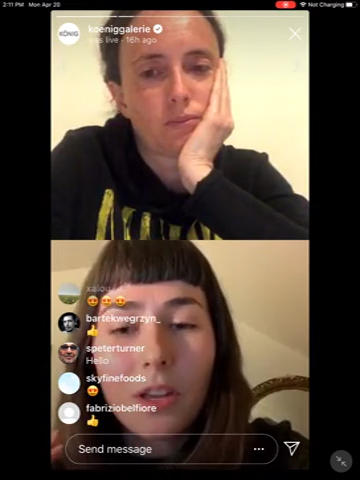 2:11 PM Mon Apr 20
Not Charging
KÖNIG
koeniggalerie
was live · 16h ago
bartekwegrzyn_
speterturner
Hello
skyfinefoods
fabriziobelfiore
Send message